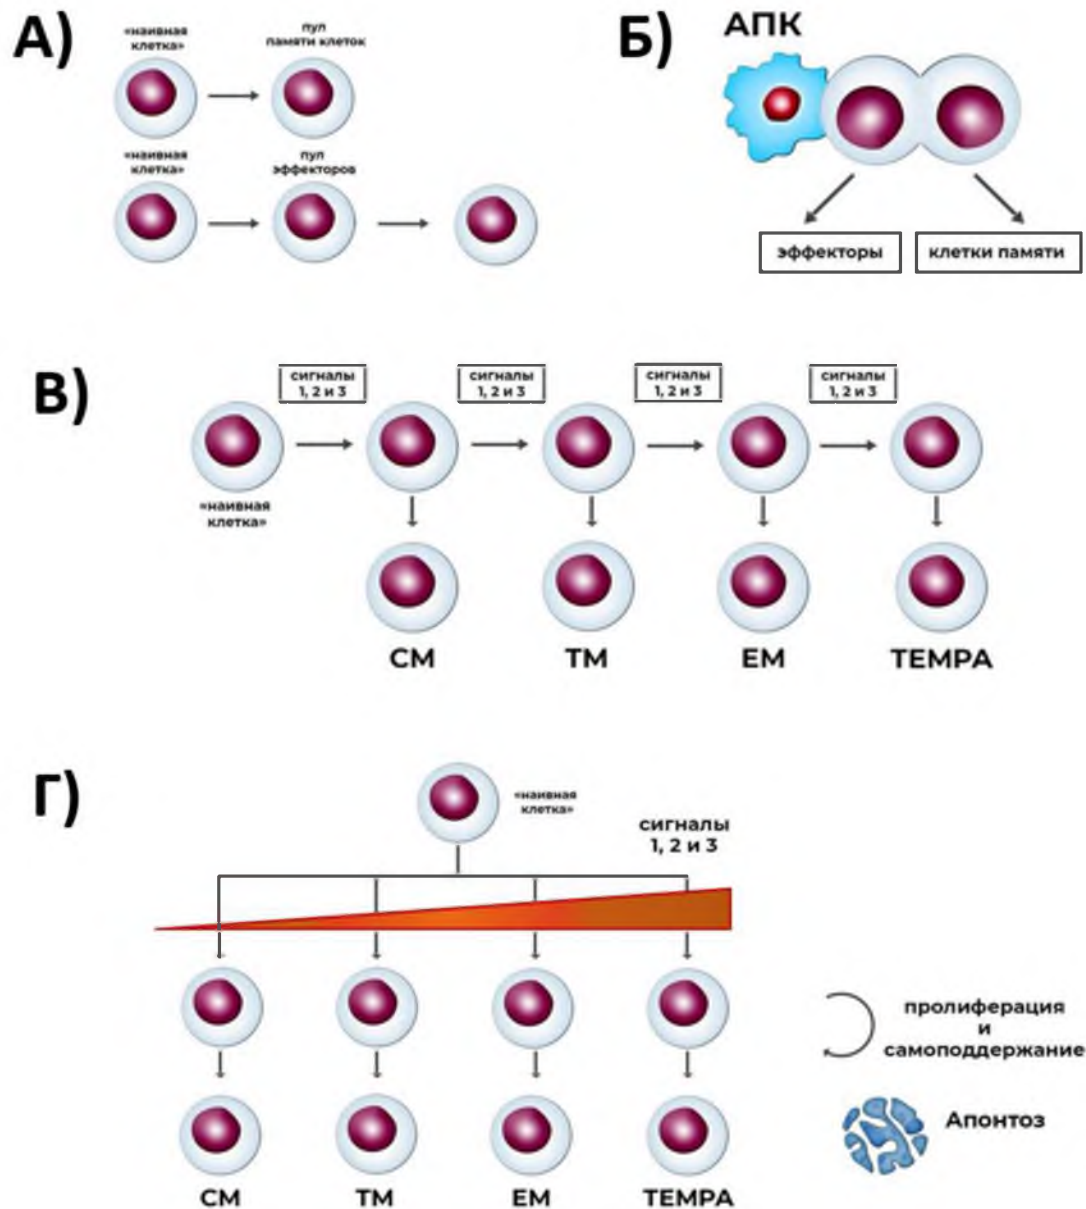 А)
«наивная
клетка»
пул
памяти клеток
«наивная
клетка»
пул
эффекторов
Б)
АПК
эффекторы
клетки памяти
В)
сигналы
1, 2 и 3
сигналы
1, 2 и 3
сигналы
1, 2 и 3
сигналы
1, 2 и 3
«наивная
клетка»
CM
TM
EM
TEMPA
Г)
«наивная
клетка»
сигналы
1, 2 и 3
пролиферация
и
самоподдержание
Апонтоз
CM
TM
EM
TEMPA